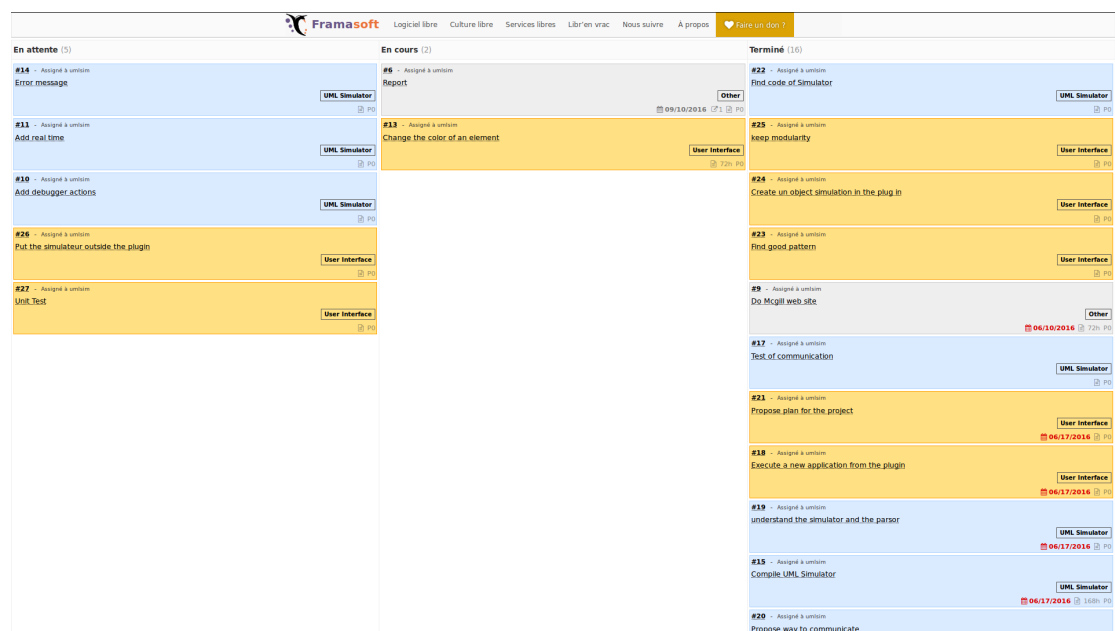 Framasoft Logiciel libre Culture libre Services libres Libr'en vrac Nous suivre À propos Faire un don ?
En attente (5)
#14 - Assigné à umlsim
Error message
UML Simulator
P0
#11 - Assigné à umlsim
Add real time
UML Simulator
P0
#10 - Assigné à umlsim
Add debugger actions
UML Simulator
P0
#26 - Assigné à umlsim
Put the simulateur outside the plugin
User Interface
P0
#27 - Assigné à umlsim
Unit Test
User Interface
P0
En cours (2)
#6 - Assigné à umlsim
Report
Other
09/10/2016 1 P0
#13 - Assigné à umlsim
Change the color of an element
User Interface
72h P0
Terminé (16)
#22 - Assigné à umlsim
Find code of Simulator
UML Simulator
P0
#25 - Assigné à umlsim
keep modularity
User Interface
P0
#24 - Assigné à umlsim
Create un object simulation in the plug in
User Interface
P0
#23 - Assigné à umlsim
Find good pattern
User Interface
P0
#9 - Assigné à umlsim
Do Mcgill web site
Other
06/10/2016 72h P0
#17 - Assigné à umlsim
Test of communication
UML Simulator
P0
#21 - Assigné à umlsim
Propose plan for the project
User Interface
06/17/2016 P0
#18 - Assigné à umlsim
Execute a new application from the plugin
User Interface
06/17/2016 P0
#19 - Assigné à umlsim
understand the simulator and the parsor
UML Simulator
06/17/2016 P0
#15 - Assigné à umlsim
Compile UML Simulator
UML Simulator
06/17/2016 168h P0
#20 - Assigné à umlsim
Propose way to communicate